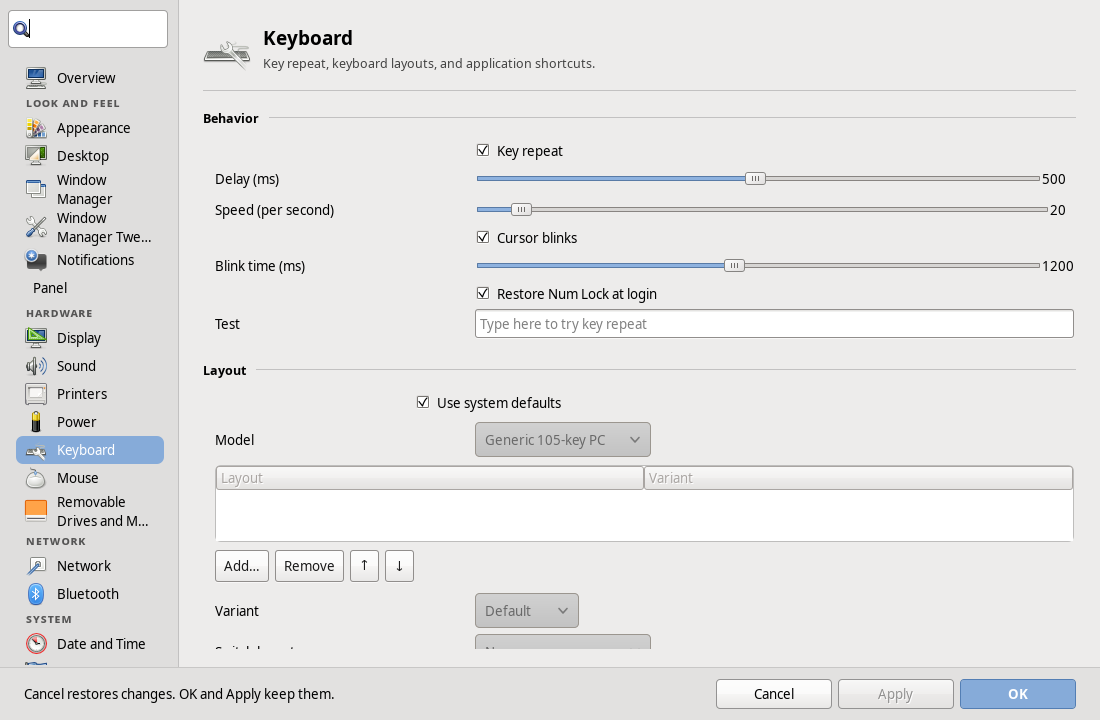 Overview
LOOK AND FEEL
Appearance
Desktop
Window
Manager
Window
Manager Twe...
Notifications
Panel
HARDWARE
Display
Sound
Printers
Power
Keyboard
Mouse
Removable
Drives and M...
NETWORK
Network
Bluetooth
SYSTEM
Date and Time
Keyboard
Key repeat, keyboard layouts, and application shortcuts.
Behavior
Key repeat
Delay (ms) 500
Speed (per second) 20
Cursor blinks
Blink time (ms) 1200
Restore Num Lock at login
Test Type here to try key repeat
Layout
Use system defaults
Model Generic 105-key PC
Layout Variant
Add... Remove ↑ ↓
Variant Default
Cancel restores changes. OK and Apply keep them.
Cancel Apply OK